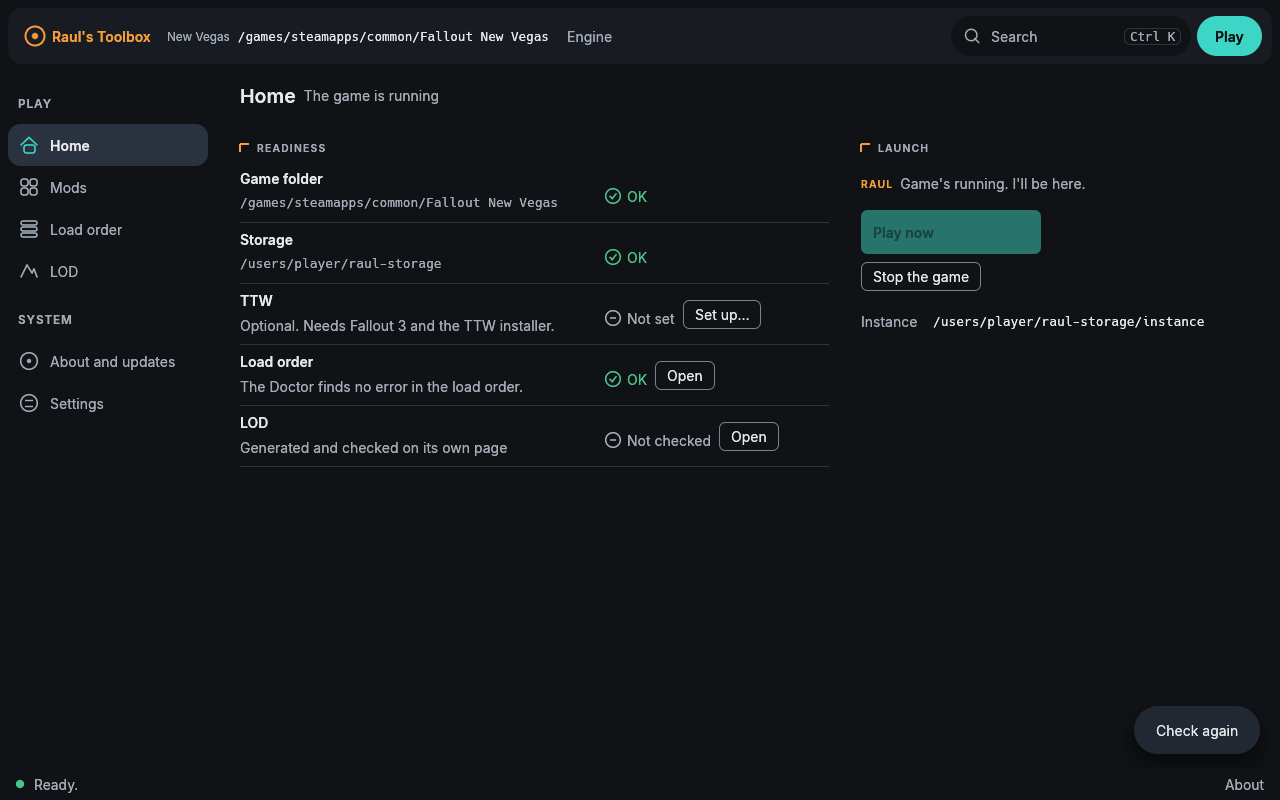 Raul's Toolbox New Vegas /games/steamapps/common/Fallout New Vegas Engine Search Ctrl K Play
PLAY
Home
Mods
Load order
LOD
SYSTEM
About and updates
Settings
Home The game is running
READINESS
Game folder
/games/steamapps/common/Fallout New Vegas
OK
Storage
/users/player/raul-storage
OK
TTW
Optional. Needs Fallout 3 and the TTW installer.
Not set Set up...
Load order
The Doctor finds no error in the load order.
OK Open
LOD
Generated and checked on its own page
Not checked Open
LAUNCH
RAUL Game's running. I'll be here.
Play now
Stop the game
Instance /users/player/raul-storage/instance
Check again
Ready.
About